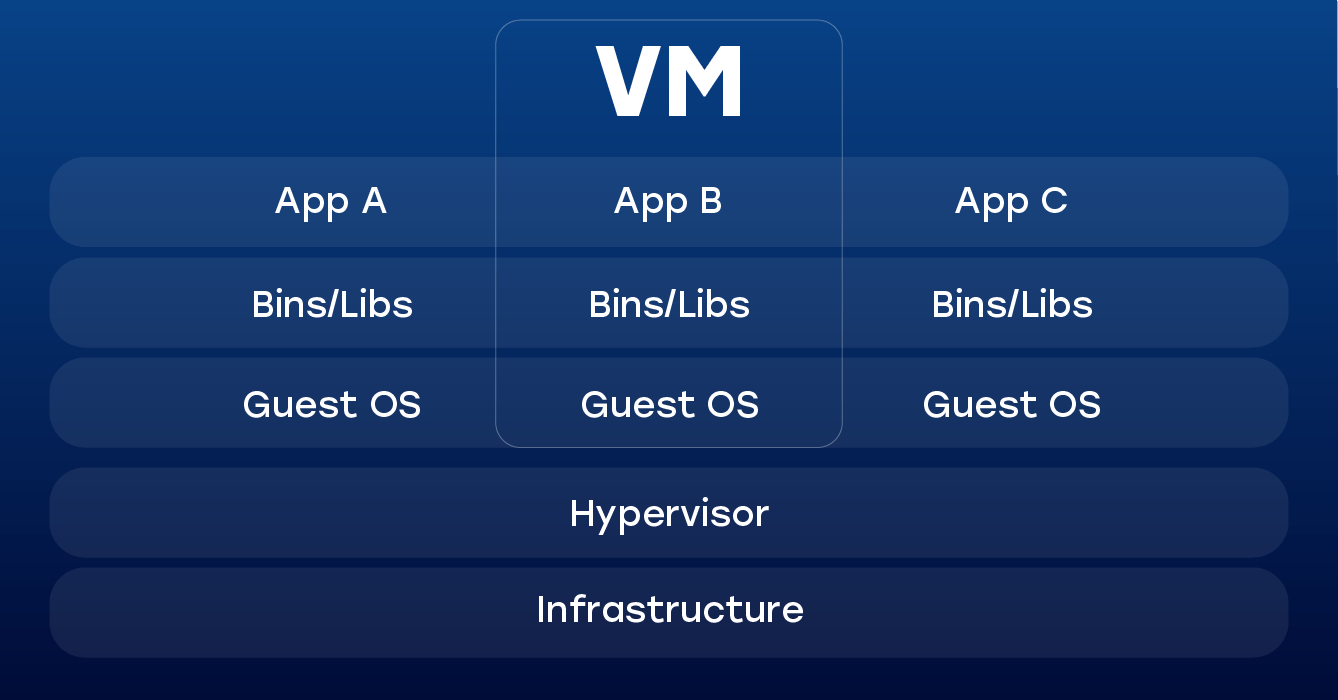 VM
App A App B App C
Bins/Libs Bins/Libs Bins/Libs
Guest OS Guest OS Guest OS
Hypervisor
Infrastructure